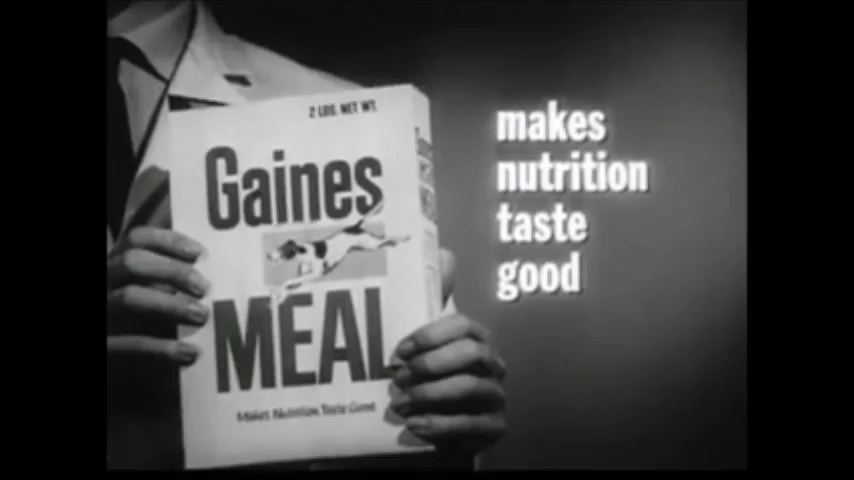 2 LBS. NET WT.
Gaines
MEAL
Makes Nutrition Taste Good
makes
nutrition
taste
good